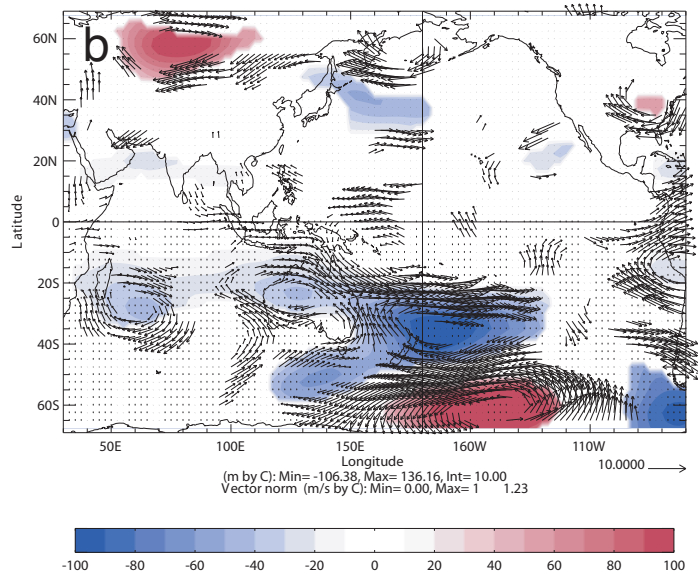 b
60N
40N
20N
0
20S
40S
60S
Latitude
50E 100E 150E 160W 110W
Longitude
(m by C): Min= -106.38, Max= 136.16, Int= 10.00
Vector norm (m/s by C): Min= 0.00, Max= 1 1.23
10.0000
-100 -80 -60 -40 -20 0 20 40 60 80 100